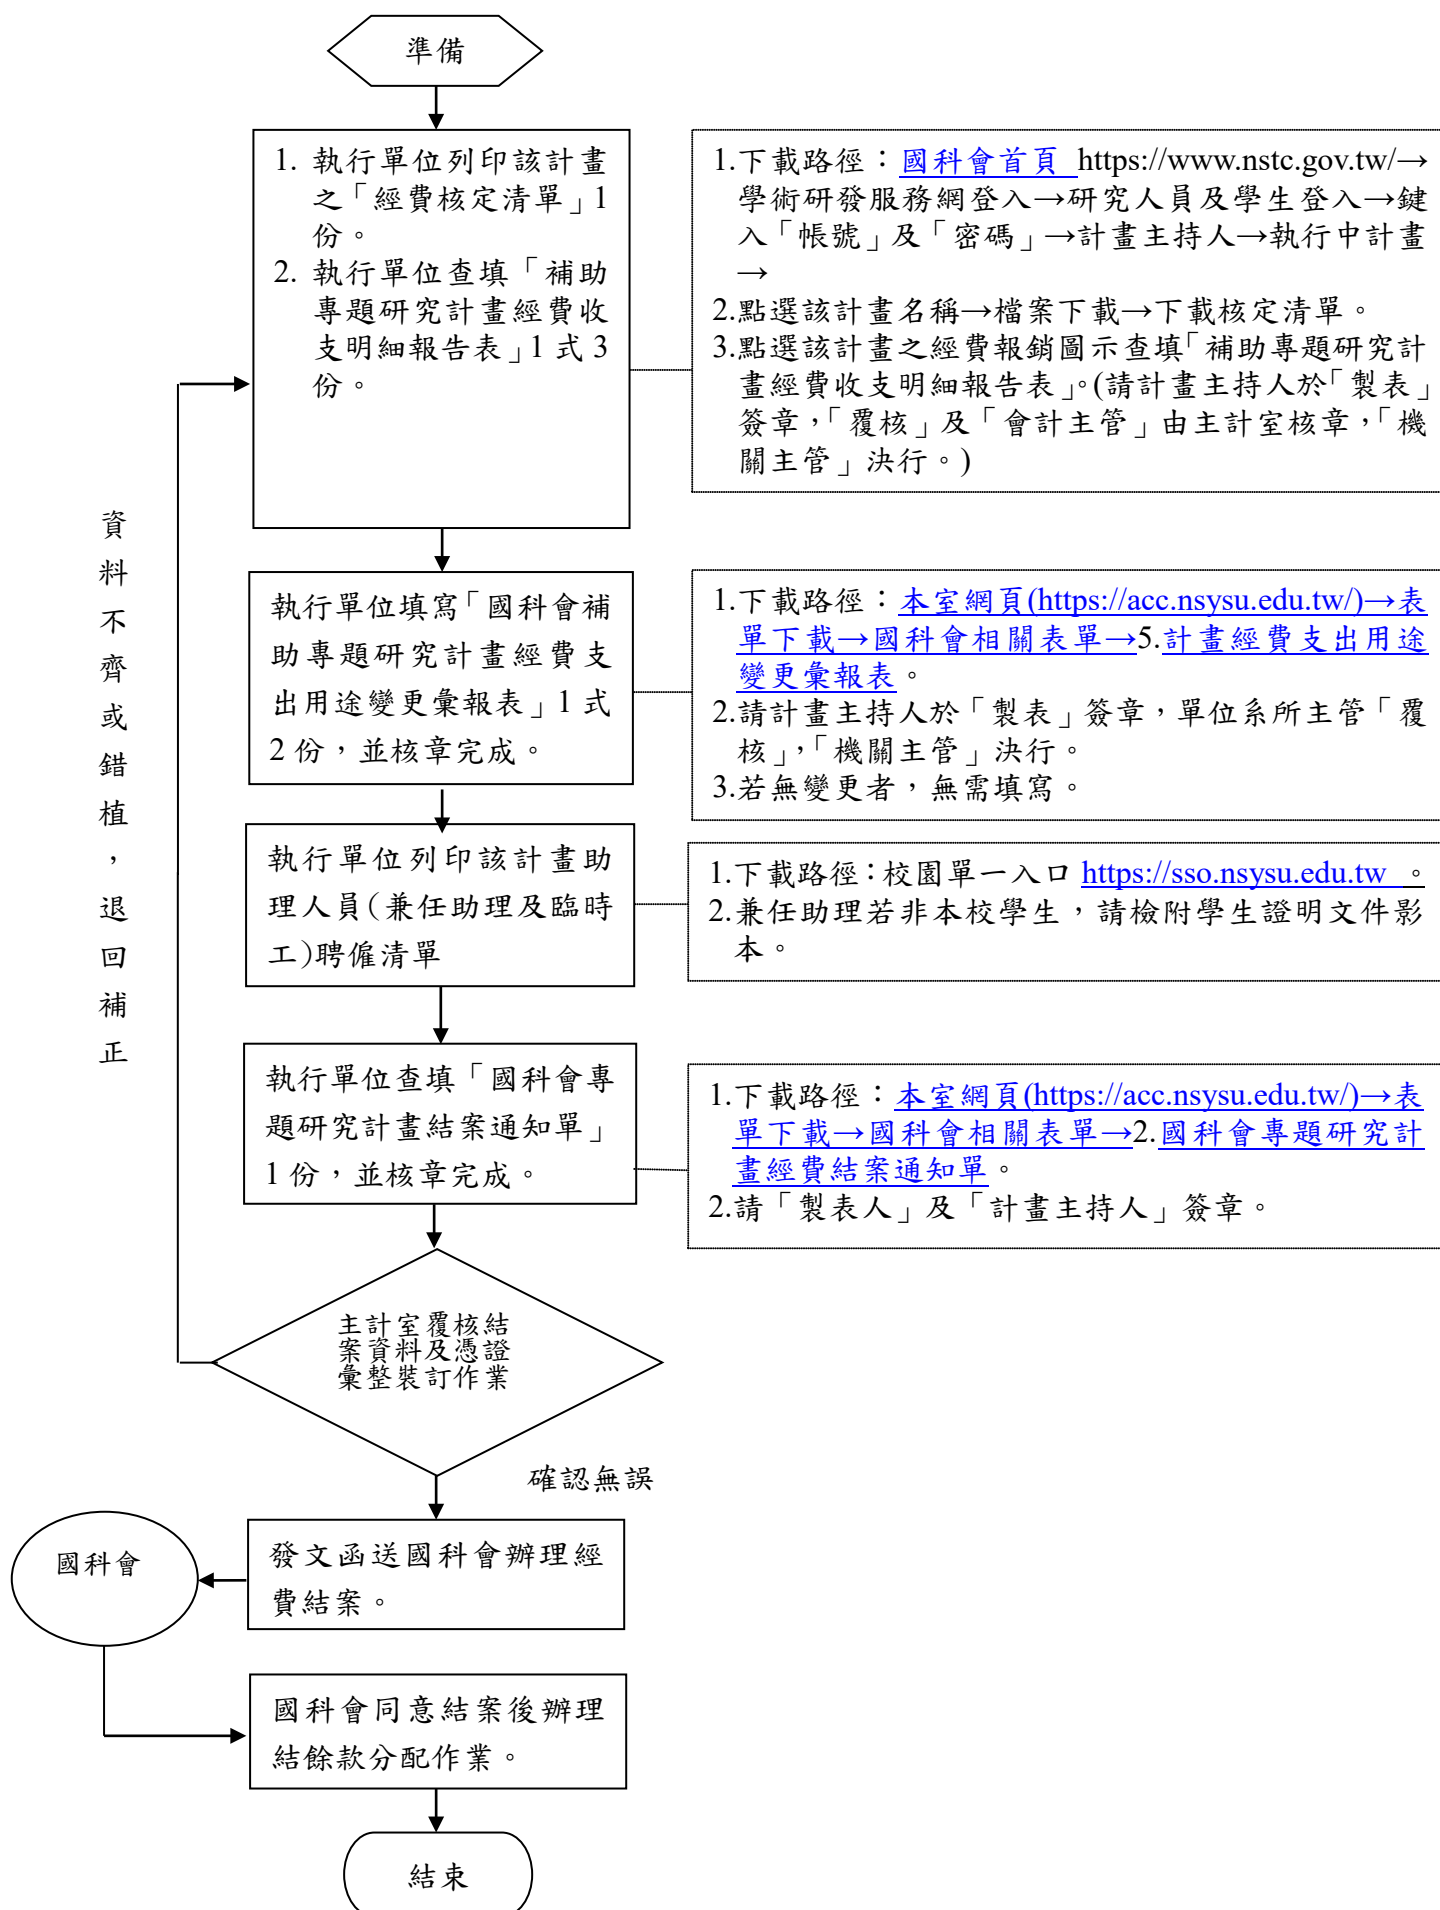 準備
1. 執行單位列印該計畫
之「經費核定清單」1
份。
2. 執行單位查填「補助
專題研究計畫經費收
支明細報告表」1 式 3
份。
1.下載路徑：國科會首頁 https://www.nstc.gov.tw/→
學術研發服務網登入→研究人員及學生登入→鍵
入「帳號」及「密碼」→計畫主持人→執行中計畫
→
2.點選該計畫名稱→檔案下載→下載核定清單。
3.點選該計畫之經費報銷圖示查填「補助專題研究計
畫經費收支明細報告表」。(請計畫主持人於「製表」
簽章，「覆核」及「會計主管」由主計室核章，「機
關主管」決行。)
執行單位填寫「國科會補
助專題研究計畫經費支
出用途變更彙報表」1 式
2 份，並核章完成。
1.下載路徑：本室網頁(https://acc.nsysu.edu.tw/)→表
單下載→國科會相關表單→5.計畫經費支出用途
變更彙報表。
2.請計畫主持人於「製表」簽章，單位系所主管「覆
核」，「機關主管」決行。
3.若無變更者，無需填寫。
執行單位列印該計畫助
理人員(兼任助理及臨時
工)聘僱清單
1.下載路徑：校園單一入口 https://sso.nsysu.edu.tw 。
2.兼任助理若非本校學生，請檢附學生證明文件影
本。
執行單位查填「國科會專
題研究計畫結案通知單」
1 份，並核章完成。
1.下載路徑：本室網頁(https://acc.nsysu.edu.tw/)→表
單下載→國科會相關表單→2.國科會專題研究計
畫經費結案通知單。
2.請「製表人」及「計畫主持人」簽章。
資
料
不
齊
或
錯
植
，
退
回
補
正
主計室覆核結
案資料及憑證
彙整裝訂作業
確認無誤
國科會
發文函送國科會辦理經
費結案。
國科會同意結案後辦理
結餘款分配作業。
結束